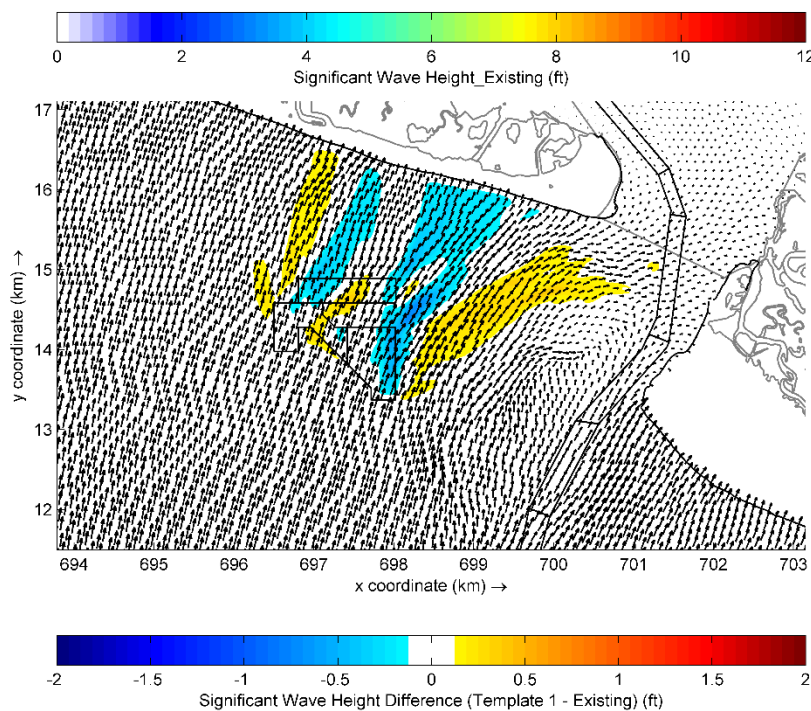 0 2 4 6 8 10 12
Significant Wave Height_Existing (ft)
17
16
15
14
13
12
y coordinate (km) →
694 695 696 697 698 699 700 701 702 703
x coordinate (km) →
-2 -1.5 -1 -0.5 0 0.5 1 1.5 2
Significant Wave Height Difference (Template 1 - Existing) (ft)